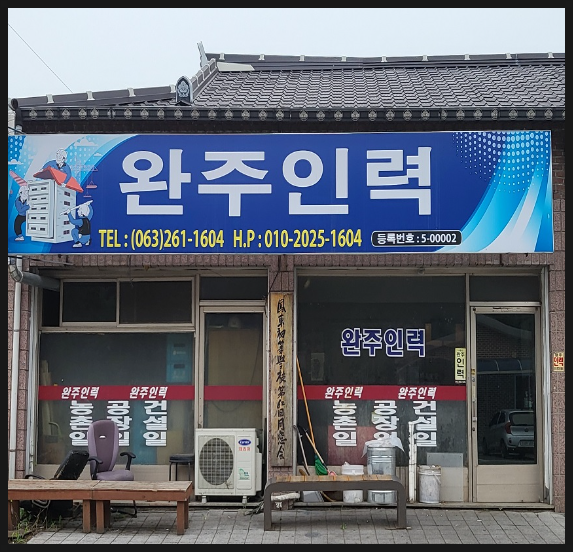 완주인력
TEL : (063)261-1604 H.P : 010-2025-1604 등록번호 : 5-00002
완주인력
인력
완주인력 완주인력
농촌일 공장일 건설일
완주인력 완주인력
농촌일 공장일 건설일